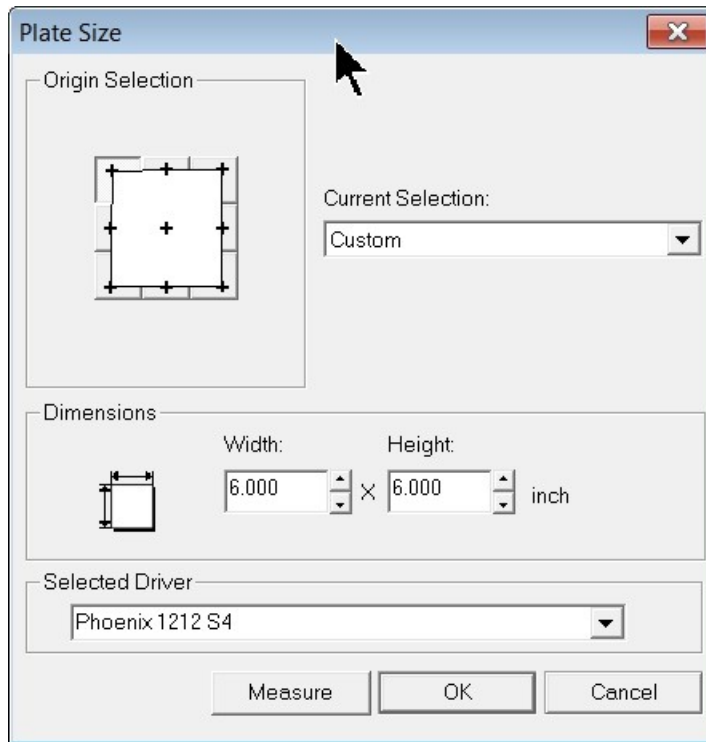 Plate Size
Origin Selection
Current Selection:
Custom
Dimensions
Width: Height:
6.000 X 6.000 inch
Selected Driver
Phoenix 1212 S4
Measure OK Cancel